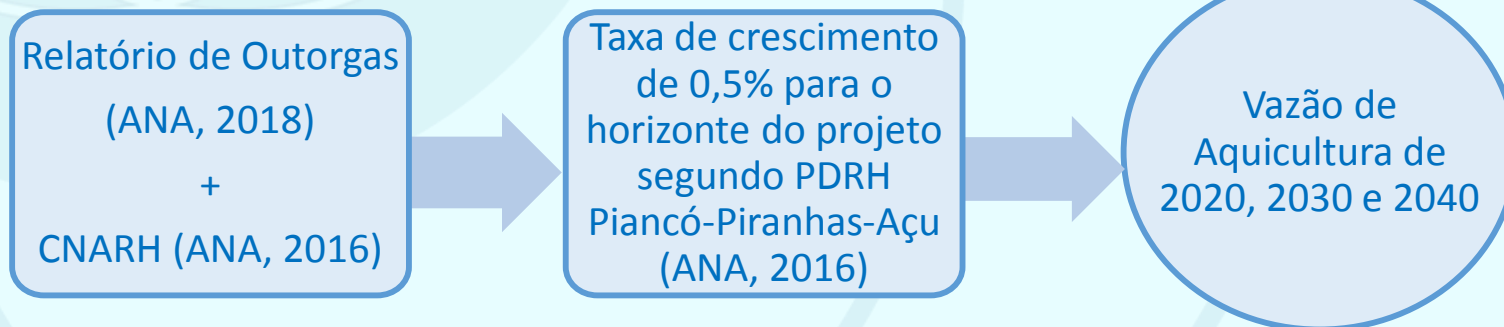 Relatório de Outorgas
(ANA, 2018)
+
CNARH (ANA, 2016)
Taxa de crescimento
de 0,5% para o
horizonte do projeto
segundo PDRH
Piancó-Piranhas-Açu
(ANA, 2016)
Vazão de
Aquicultura de
2020, 2030 e 2040